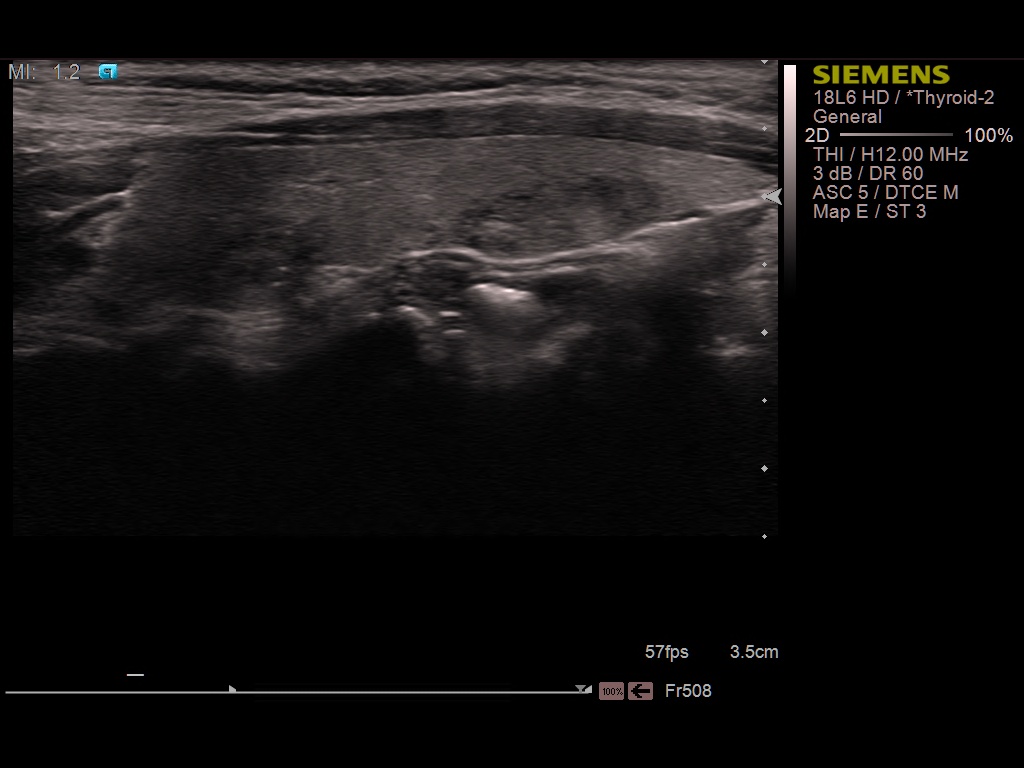 MI: 1.2
SIEMENS
18L6 HD / *Thyroid-2
General
2D 100%
THI / H12.00 MHz
3 dB / DR 60
ASC 5 / DTCE M
Map E / ST 3
57fps 3.5cm
100% Fr508